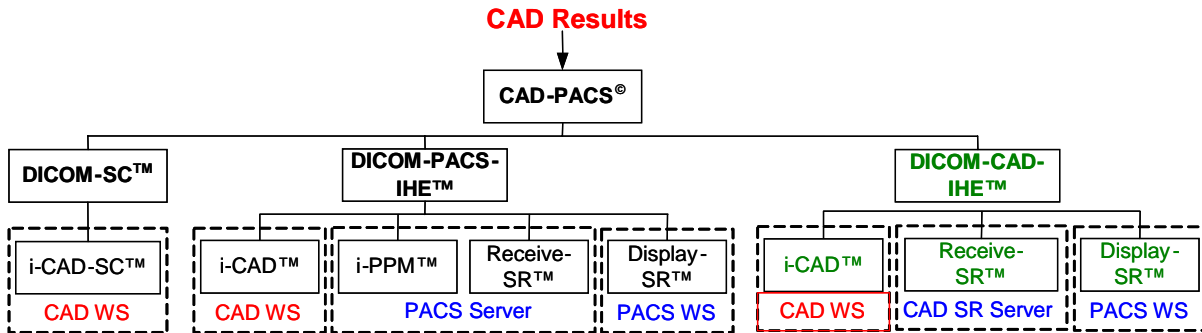 CAD Results
CAD-PACS©
DICOM-SC™
DICOM-PACS-
IHE™
DICOM-CAD-
IHE™
i-CAD-SC™
i-CAD™
i-PPM™
Receive-
SR™
Display-
SR™
i-CAD™
Receive-
SR™
Display-
SR™
CAD WS
CAD WS
PACS Server
PACS WS
CAD WS
CAD SR Server
PACS WS